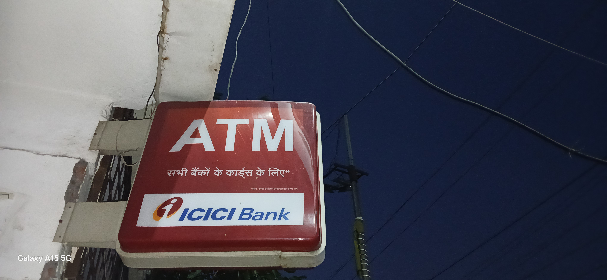 ATM
सभी बैंकों के कार्ड्स के लिए*
ICICI Bank
Galaxy A15 5G